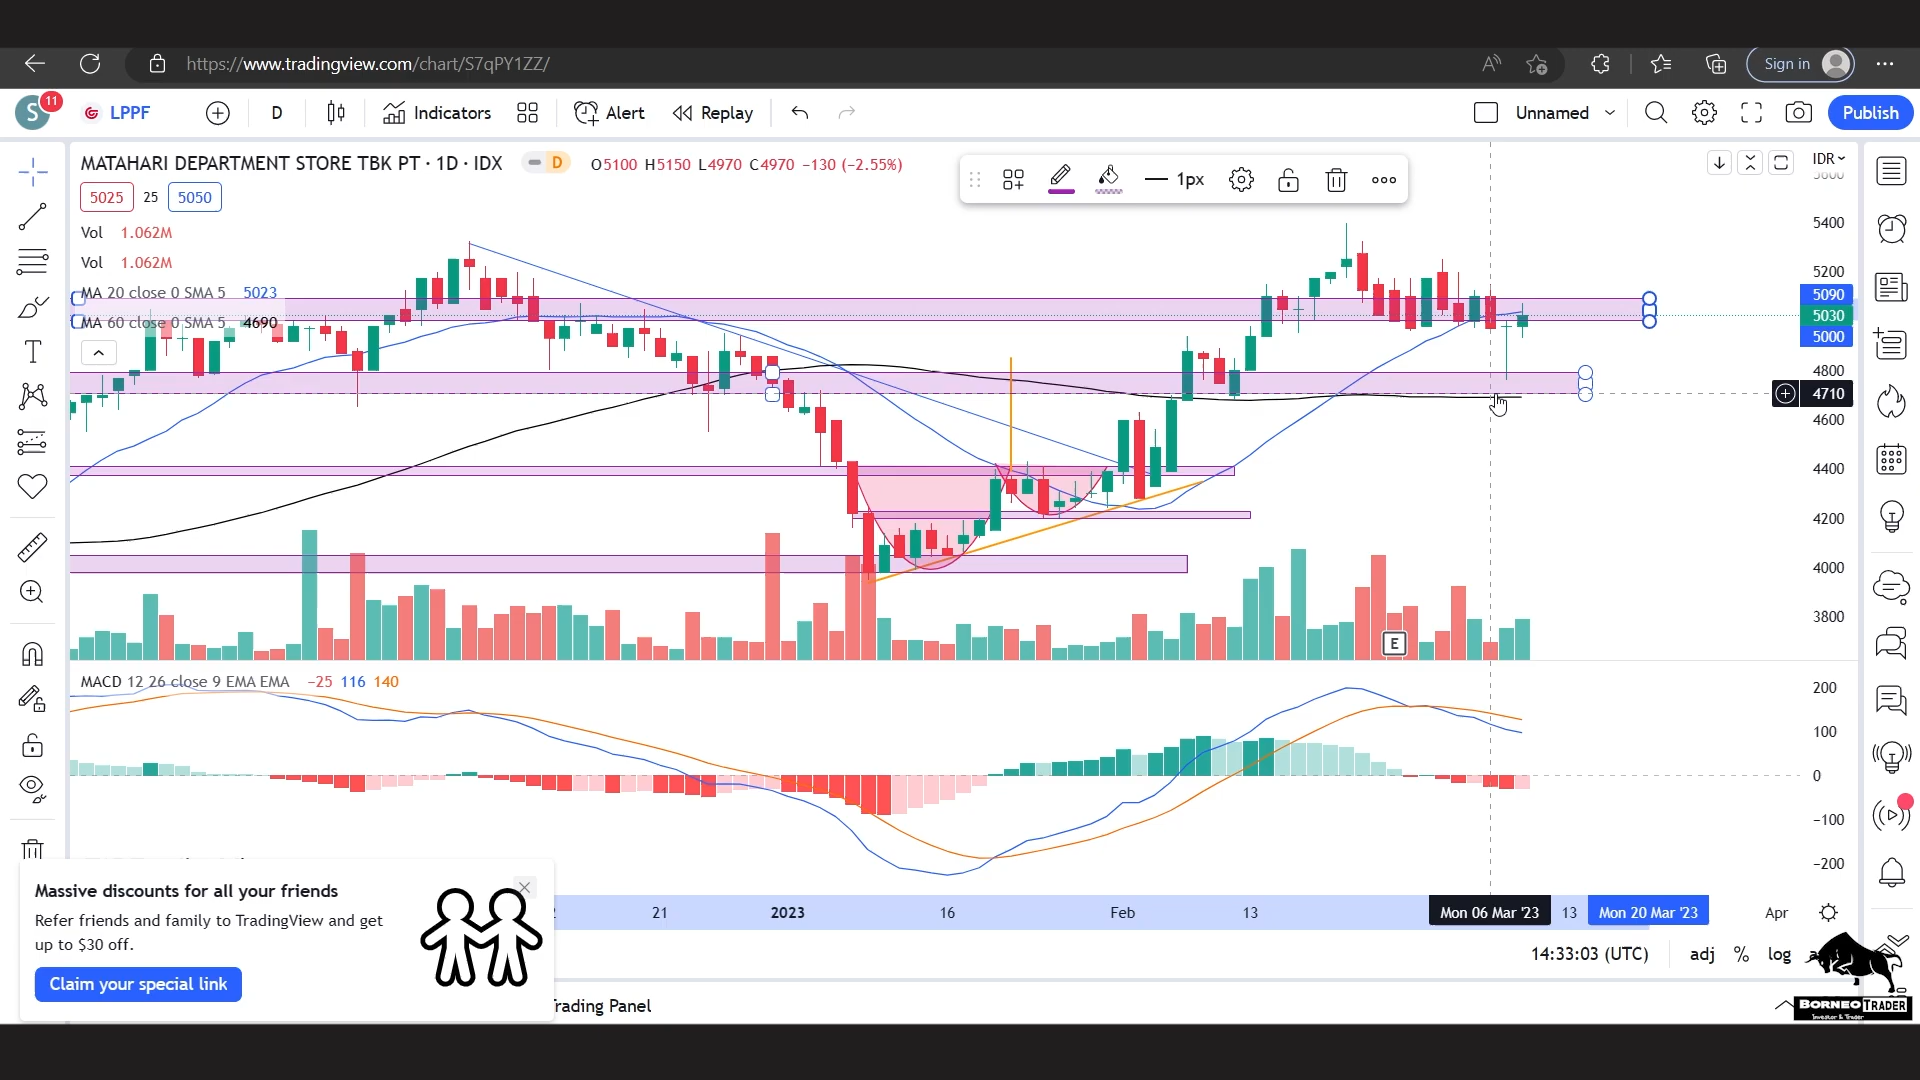 https://www.tradingview.com/chart/S7qPY1ZZ/
Sign in
S 11 LPPF D Indicators Alert Replay Unnamed Publish
MATAHARI DEPARTMENT STORE TBK PT · 1D · IDX D O5100 H5150 L4970 C4970 −130 (−2.55%)
1px
IDR
5025 25 5050
Vol 1.062M
Vol 1.062M
MA 20 close 0 SMA 5 5023
MA 60 close 0 SMA 5 4690
5600
5400
5200
5090
5030
5000
4800
4710
4600
4400
4200
4000
3800
E
MACD 12 26 close 9 EMA EMA −25 116 140
200
100
0
−100
−200
21 2023 16 Feb 13 Mon 06 Mar '23 13 Mon 20 Mar '23 Apr
Massive discounts for all your friends
Refer friends and family to TradingView and get
up to $30 off.
Claim your special link
14:33:03 (UTC) adj % log
Trading Panel
BORNEO TRADER
Investor & Trader